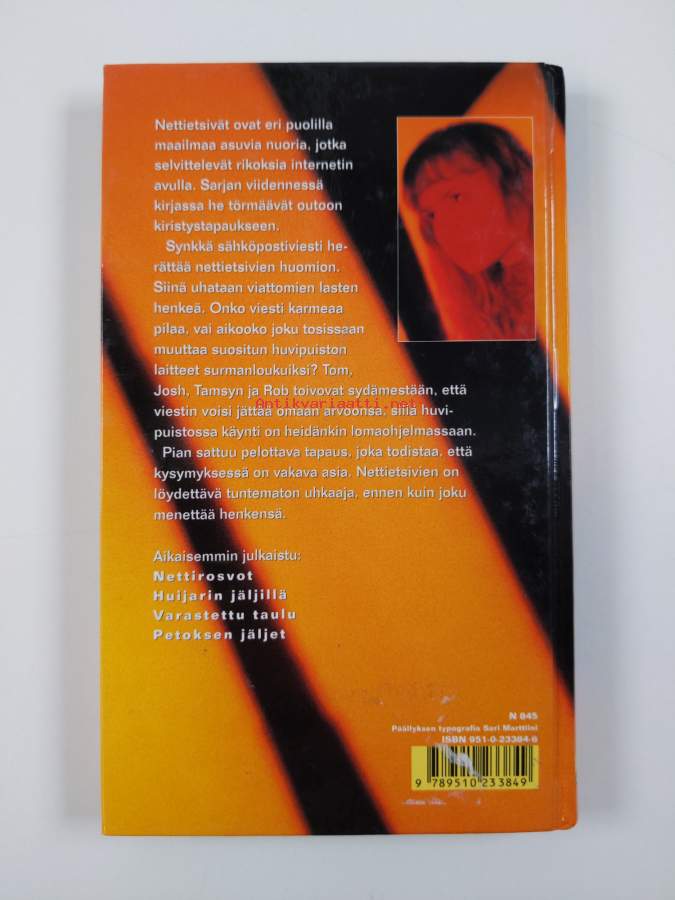 Nettietsivät ovat eri puolilla
maailmaa asuvia nuoria, jotka
selvittelevät rikoksia internetin
avulla. Sarjan viidennessä
kirjassa he törmäävät outoon
kiristystapaukseen.
Synkkä sähköpostiviesti he-
rättää nettietsivien huomion.
Siinä uhataan viattomien lasten
henkeä. Onko viesti karmeaa
pilaa, vai aikooko joku tosissaan
muuttaa suositun huvipuiston
laitteet surmanloukuiksi? Tom,
Josh, Tamsyn ja Rob toivovat sydämestään, että
Antikvariaatti.net
viestin voisi jättää omaan arvoonsa, sillä huvi-
puistossa käynti on heidänkin lomaohjelmassaan.
Pian sattuu pelottava tapaus, joka todistaa, että
kysymyksessä on vakava asia. Nettietsivien on
löydettävä tuntematon uhkaaja, ennen kuin joku
menettää henkensä.
Aikaisemmin julkaistu:
Nettirosvot
Huijarin jäljillä
Varastettu taulu
Petoksen jäljet
N 845
Päällyksen typografia Sari Marttiini
ISBN 951-0-23384-8
9 789510 233849